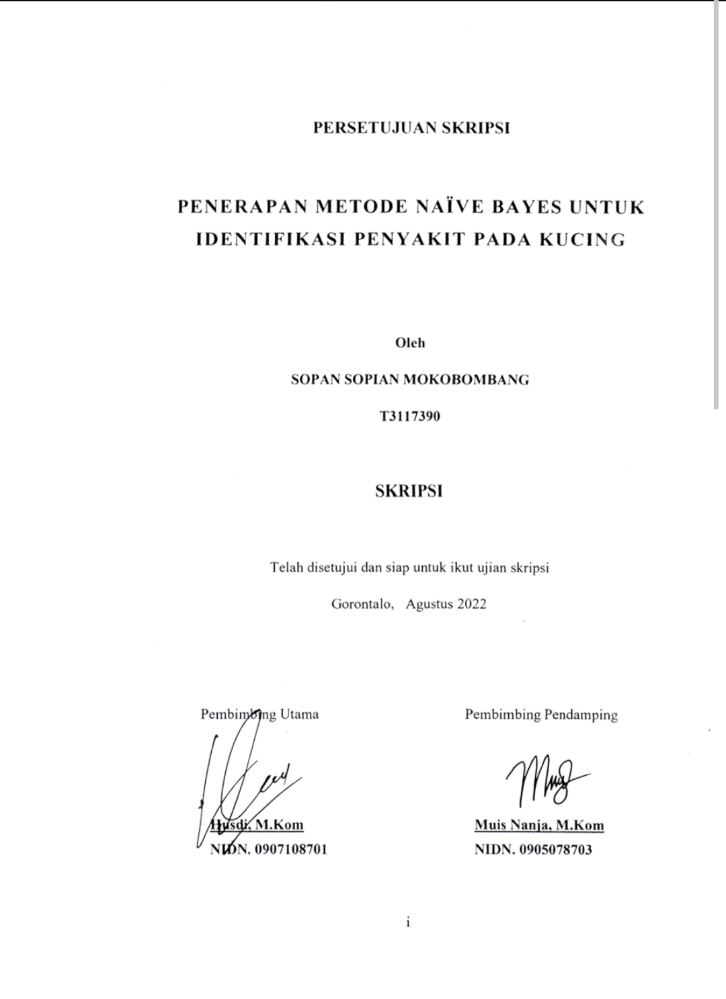 PERSETUJUAN SKRIPSI
PENERAPAN METODE NAÏVE BAYES UNTUK
IDENTIFIKASI PENYAKIT PADA KUCING
Oleh
SOPAN SOPIAN MOKOBOMBANG
T3117390
SKRIPSI
Telah disetujui dan siap untuk ikut ujian skripsi
Gorontalo, Agustus 2022
Pembimbing Utama
Pembimbing Pendamping
Husdi, M.Kom
Muis Nanja, M.Kom
NIDN. 0907108701
NIDN. 0905078703
i